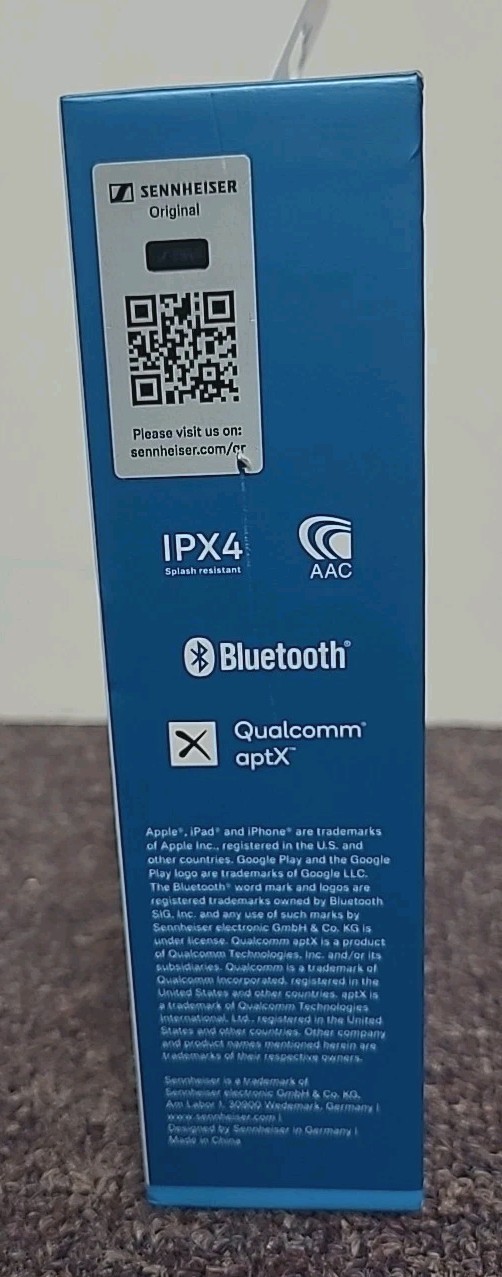 SENNHEISER
Original
Please visit us on:
sennheiser.com/qr
IPX4
Splash resistant
AAC
Bluetooth®
Qualcomm®
aptX™
Apple®, iPad® and iPhone® are trademarks
of Apple Inc., registered in the U.S. and
other countries. Google Play and the Google
Play logo are trademarks of Google LLC.
The Bluetooth® word mark and logos are
registered trademarks owned by Bluetooth
SIG, Inc. and any use of such marks by
Sennheiser electronic GmbH & Co. KG is
under license. Qualcomm aptX is a product
of Qualcomm Technologies, Inc. and/or its
subsidiaries. Qualcomm is a trademark of
Qualcomm Incorporated, registered in the
United States and other countries, aptX is
a trademark of Qualcomm Technologies
International, Ltd., registered in the United
States and other countries. Other company
and product names mentioned herein are
trademarks of their respective owners.
Sennheiser is a trademark of
Sennheiser electronic GmbH & Co. KG,
Am Labor 1, 30900 Wedemark, Germany |
www.sennheiser.com |
Designed by Sennheiser in Germany |
Made in China